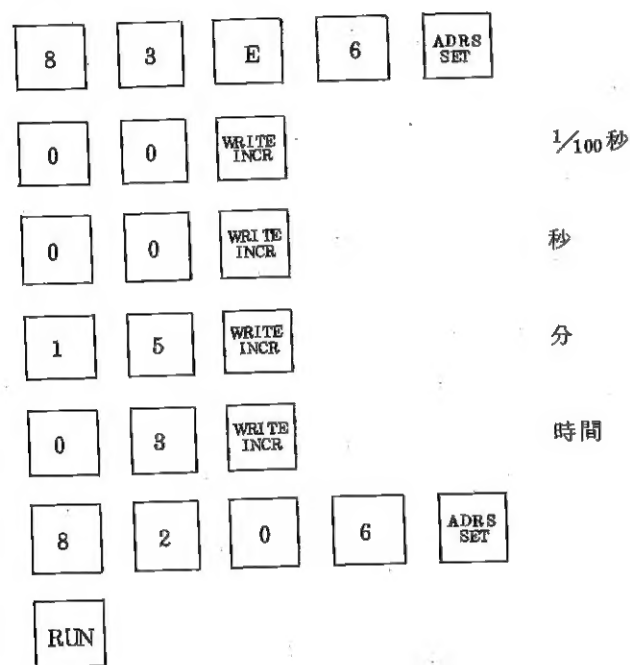 8 3 E 6 ADRS SET
0 0 WRITE INCR 1/100秒
0 0 WRITE INCR 秒
1 5 WRITE INCR 分
0 3 WRITE INCR 時間
8 2 0 6 ADRS SET
RUN